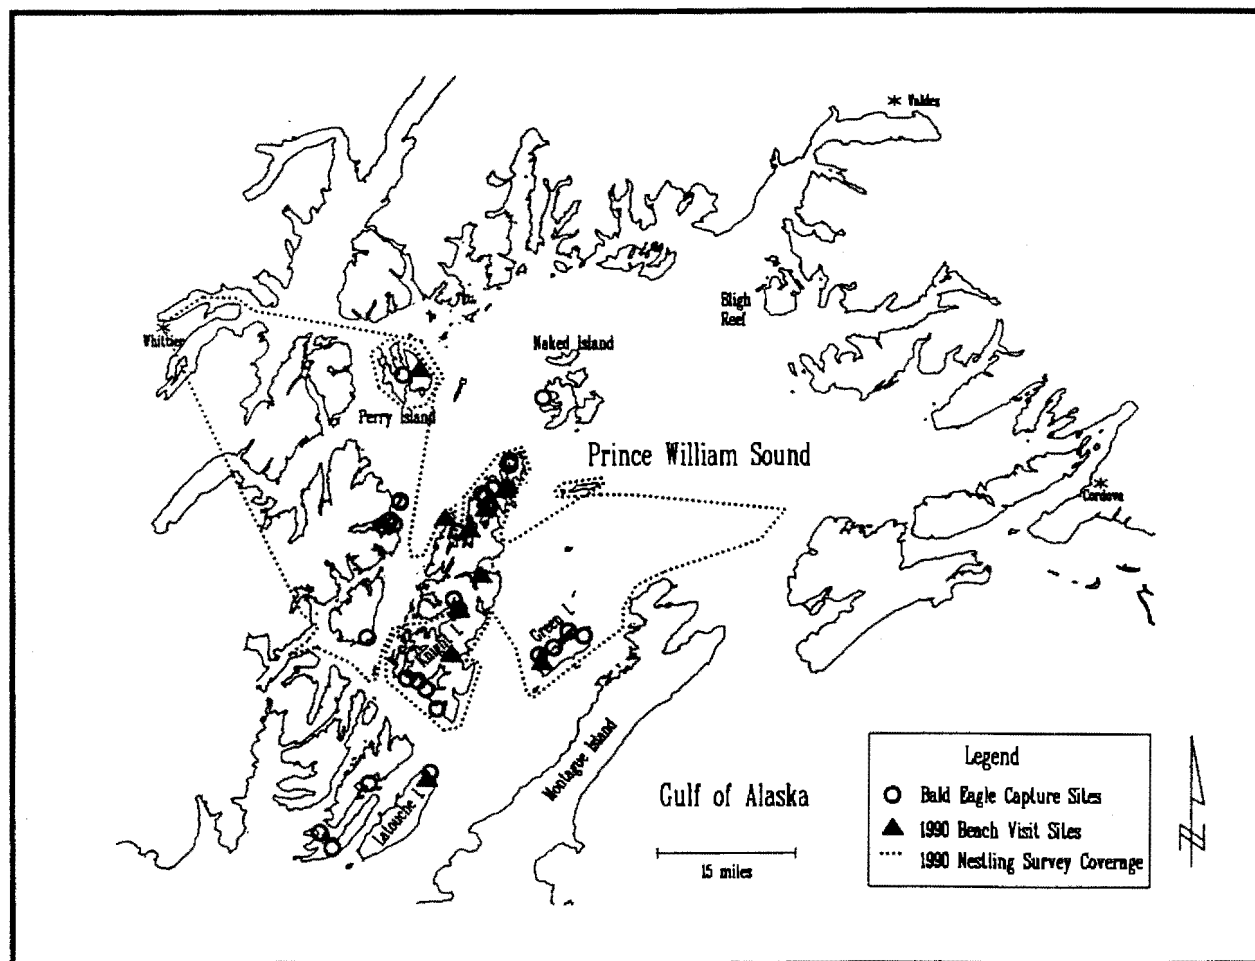 Valdez
Bligh
Reef
Whittier
Naked Island
Perry Island
Prince William Sound
Cordova
Green I
Knight I
Montague Island
Latouche I
Gulf of Alaska
15 miles
Legend
Bald Eagle Capture Sites
1990 Beach Visit Sites
1990 Nestling Survey Coverage
N